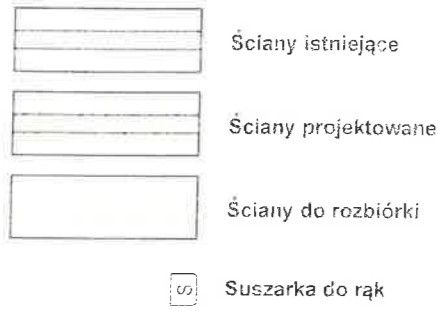 Ściany istniejące
Ściany projektowane
Ściany do rozbiórki
S Suszarka do rąk